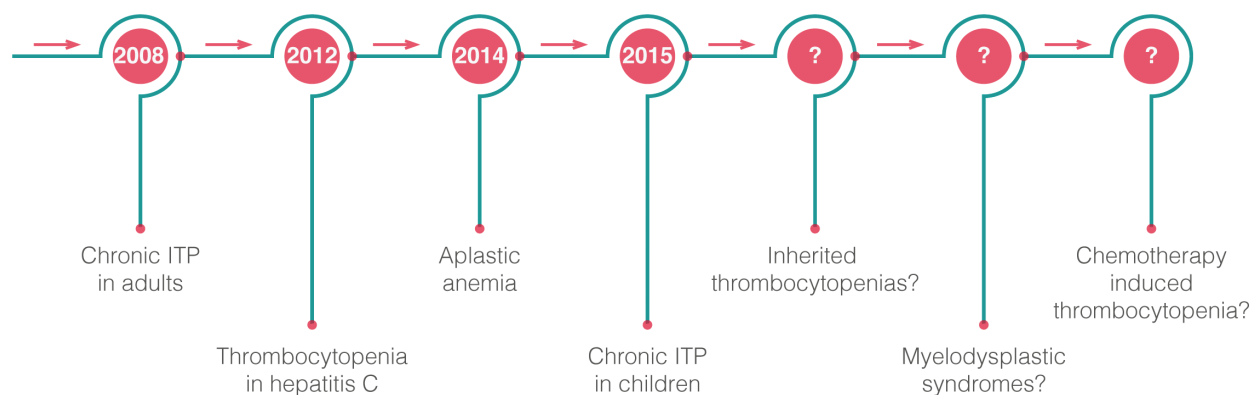 2008
2012
2014
2015
?
?
?
Chronic ITP
in adults
Thrombocytopenia
in hepatitis C
Aplastic
anemia
Chronic ITP
in children
Inherited
thrombocytopenias?
Myelodysplastic
syndromes?
Chemotherapy
induced
thrombocytopenia?